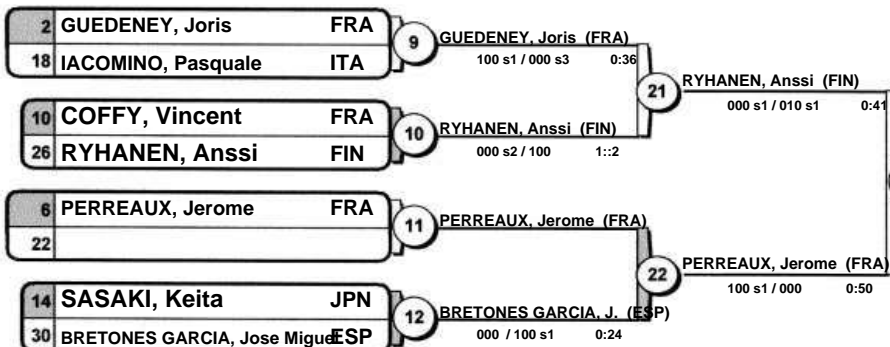 2 GUEDENEY, Joris FRA
18 IACOMINO, Pasquale ITA
9
GUEDENEY, Joris (FRA)
100 s1 / 000 s3 0:36
10 COFFY, Vincent FRA
26 RYHANEN, Anssi FIN
10
RYHANEN, Anssi (FIN)
000 s2 / 100 1::2
21
RYHANEN, Anssi (FIN)
000 s1 / 010 s1 0:41
6 PERREAUX, Jerome FRA
22
11
PERREAUX, Jerome (FRA)
14 SASAKI, Keita JPN
30 BRETONES GARCIA, Jose Miguel ESP
12
BRETONES GARCIA, J. (ESP)
000 / 100 s1 0:24
22
PERREAUX, Jerome (FRA)
100 s1 / 000 0:50